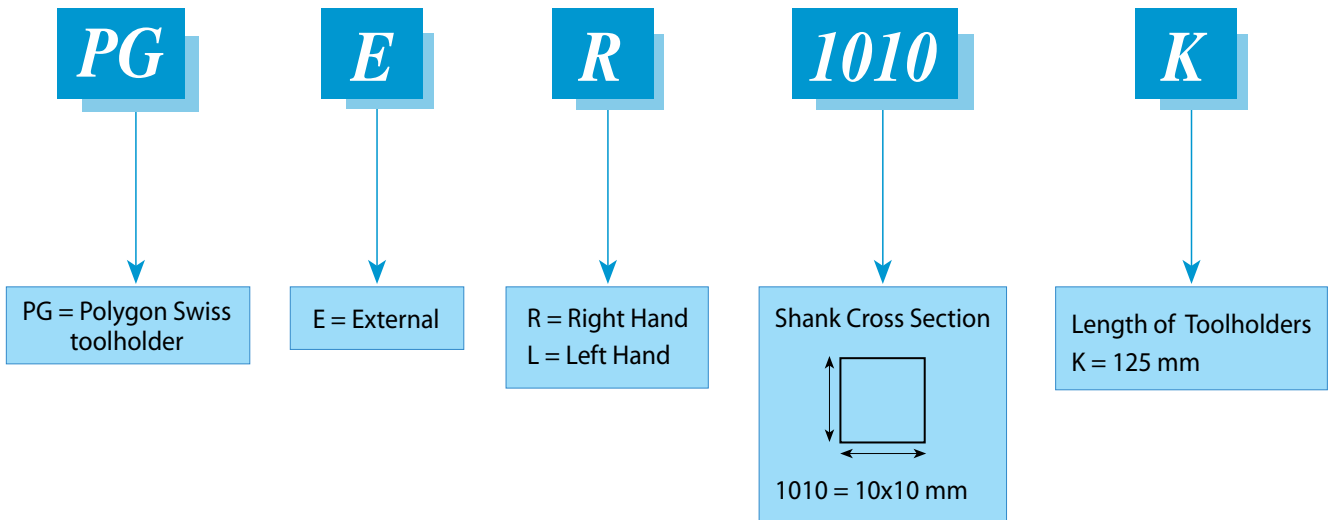 PG
E
R
1010
K
PG = Polygon Swiss
toolholder
E = External
R = Right Hand
L = Left Hand
Shank Cross Section
1010 = 10x10 mm
Length of Toolholders
K = 125 mm